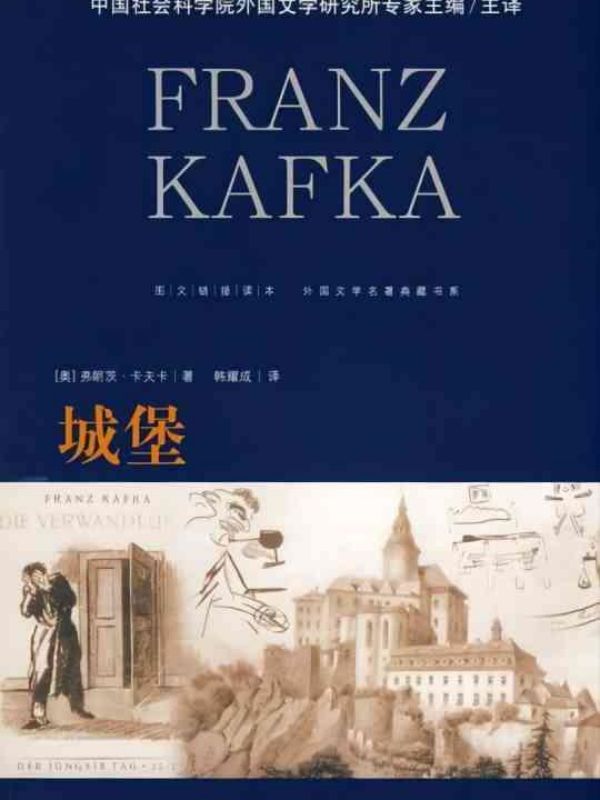 中国社会科学院外国文学研究所专家主编/主译
FRANZ
KAFKA
图|文|链|接|读|本 外国文学名著典藏书系
[奥]弗朗茨·卡夫卡|著 韩耀成|译
城堡
FRANZ KAFKA
DIE VERWANDLUN
DER JÜNGSTE TAG · 22/2